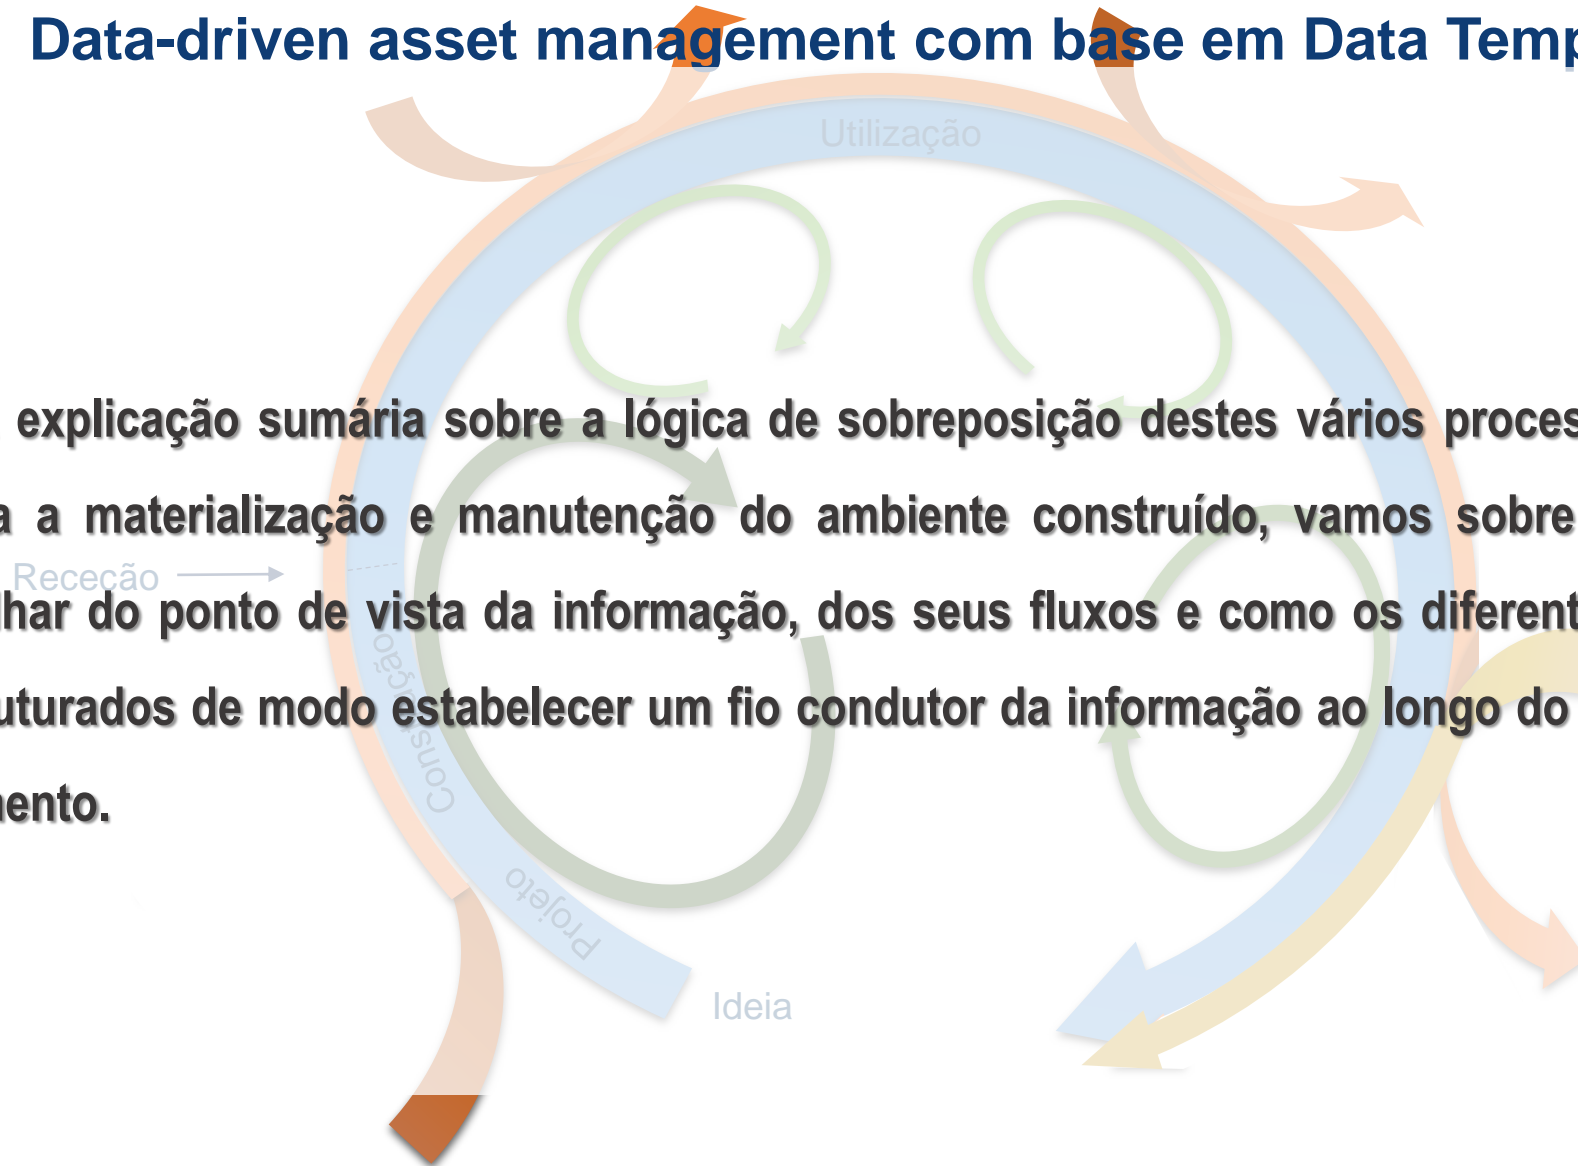 Data-driven asset management com base em Data Temp
Utilização
explicação sumária sobre a lógica de sobreposição destes vários proces
a a materialização e manutenção do ambiente construído, vamos sobre
Receção
lhar do ponto de vista da informação, dos seus fluxos e como os diferent
uturados de modo estabelecer um fio condutor da informação ao longo do
mento.
Construção
Projeto
Ideia